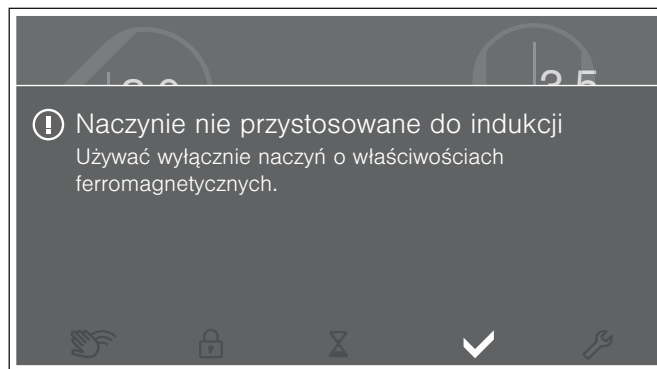 Naczynie nie przystosowane do indukcji
Używać wyłącznie naczyń o właściwościach
ferromagnetycznych.